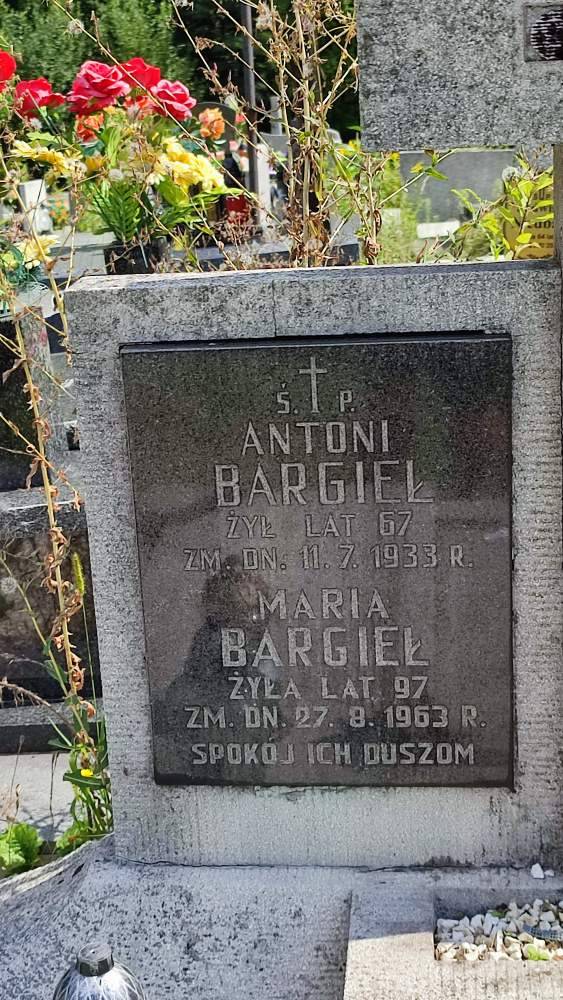 Ś. P.
ANTONI
BARGIEŁ
ŻYŁ LAT 67
ZM. DN. 11. 7. 1933 R.
MARIA
BARGIEŁ
ŻYŁA LAT 97
ZM. DN. 27. 8. 1963 R.
SPOKÓJ ICH DUSZOM